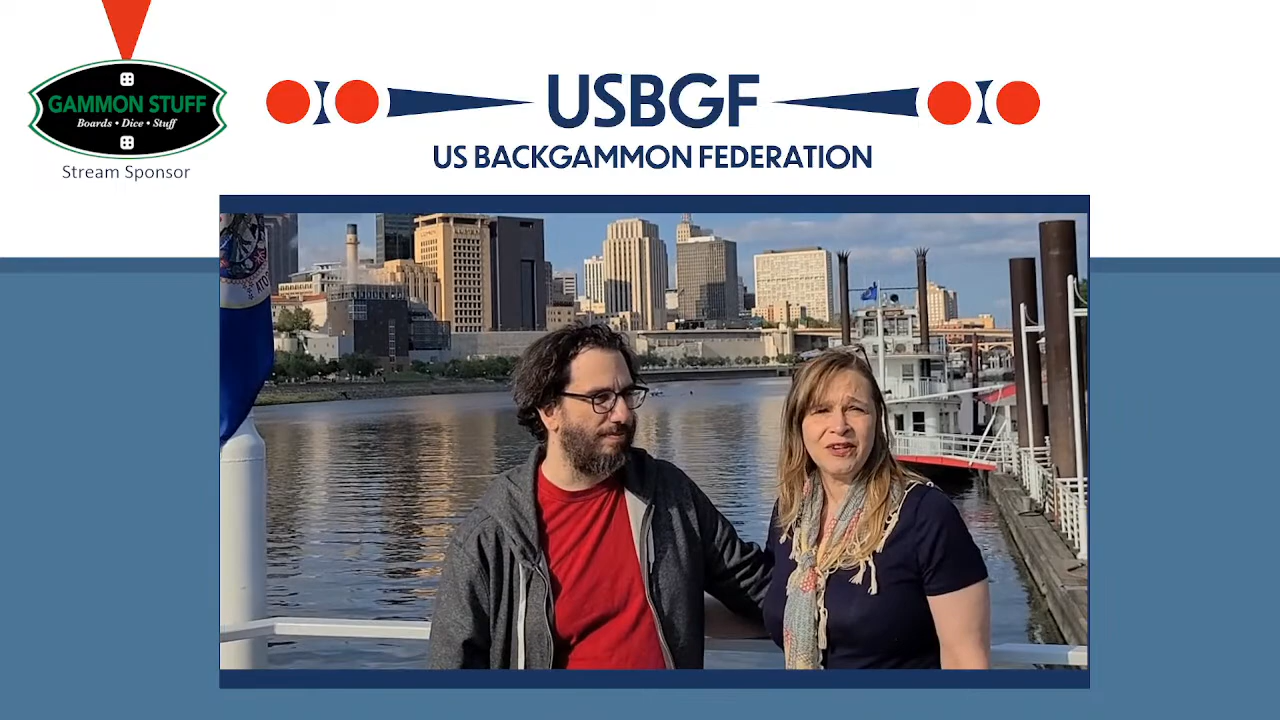 GAMMON STUFF
Boards • Dice • Stuff
Stream Sponsor
USBGF
US BACKGAMMON FEDERATION